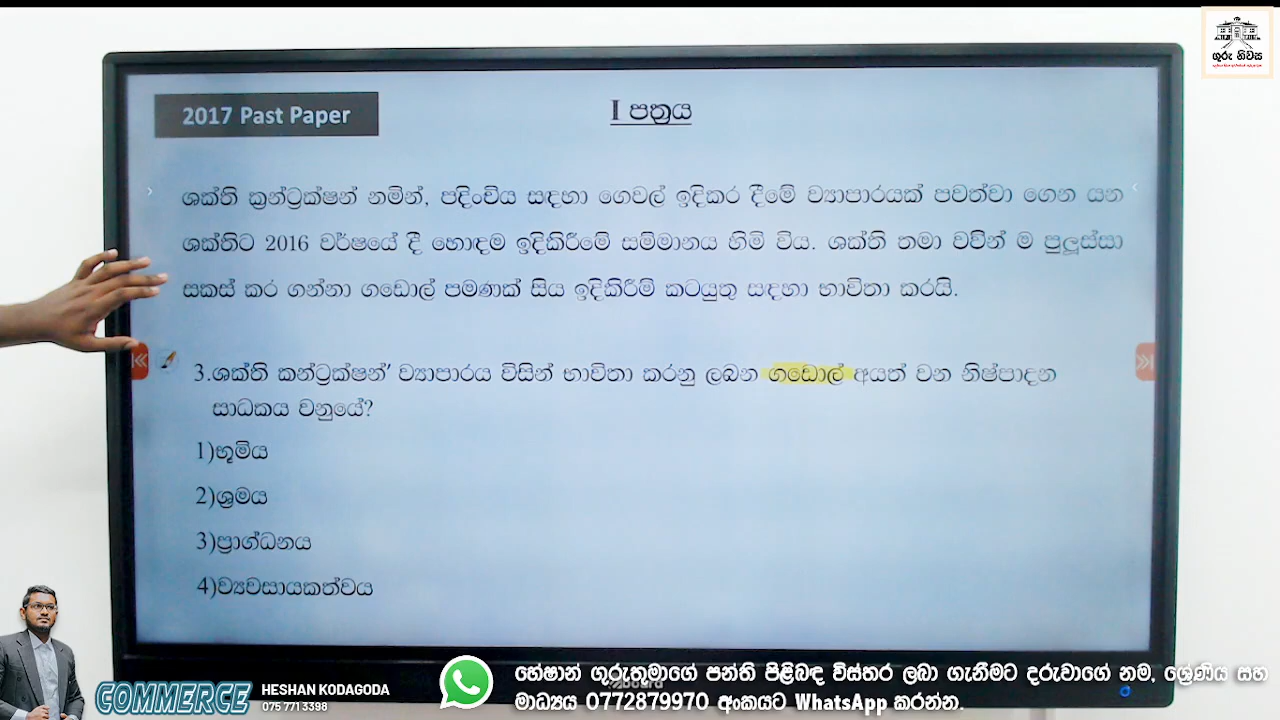 ගුරු නිවස
2017 Past Paper
I පත්‍රය
ශක්ති ක්‍රන්ට්‍රක්ෂන් නමින්, පදිංචිය සඳහා ගෙවල් ඉදිකර දීමේ ව්‍යාපාරයක් පවත්වා ගෙන යන
ශක්තිට 2016 වර්ෂයේ දී හොඳම ඉදිකිරීමේ සම්මානය හිමි විය. ශක්ති තමා විසින් ම පුලුස්සා
සකස් කර ගන්නා ගඩොල් පමණක් සිය ඉදිකිරීම් කටයුතු සඳහා භාවිතා කරයි.
3.ශක්ති කන්ට්‍රක්ෂන්' ව්‍යාපාරය විසින් භාවිතා කරනු ලබන ගඩොල් අයත් වන නිෂ්පාදන
සාධකය වනුයේ?
1)භූමිය
2)ශ්‍රමය
3)ප්‍රාග්ධනය
4)ව්‍යවසායකත්වය
COMMERCE
HESHAN KODAGODA
075 771 3398
හේෂාන් ගුරුතුමාගේ පන්ති පිළිබඳ විස්තර ලබා ගැනීමට දරුවාගේ නම, ශ්‍රේණිය සහ
මාධ්‍යය 0772879970 අංකයට WhatsApp කරන්න.